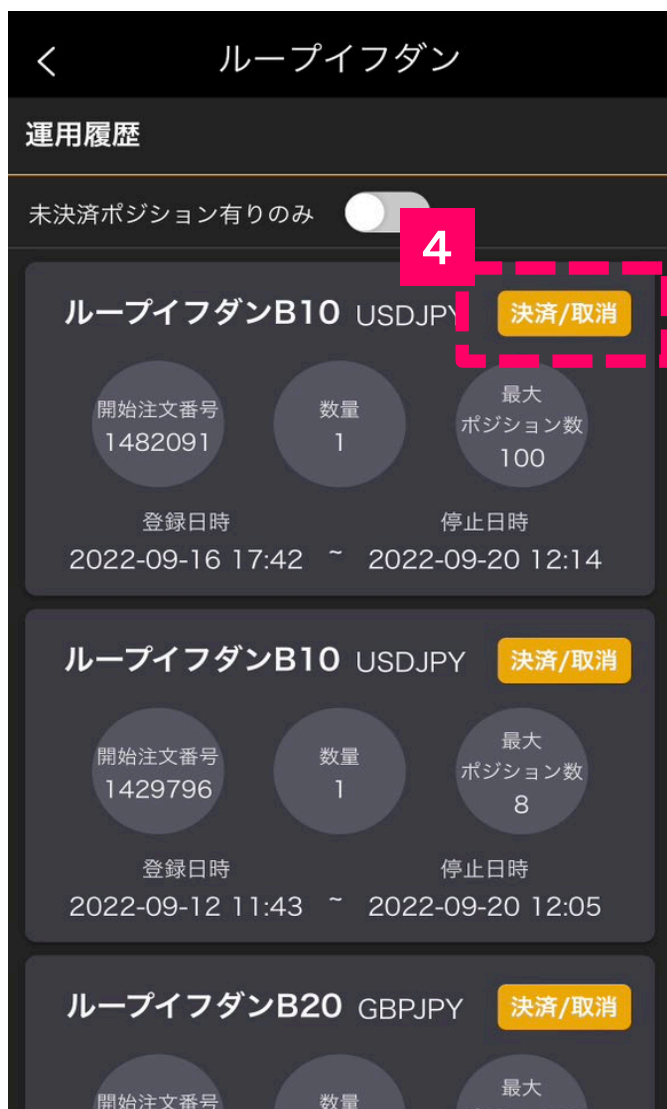 ループイフダン
運用履歴
未決済ポジション有りのみ
4
ループイフダンB10 USDJPY 決済/取消
開始注文番号 数量 最大
ポジション数
1482091 1 100
登録日時 停止日時
2022-09-16 17:42 ~ 2022-09-20 12:14
ループイフダンB10 USDJPY 決済/取消
開始注文番号 数量 最大
ポジション数
1429796 1 8
登録日時 停止日時
2022-09-12 11:43 ~ 2022-09-20 12:05
ループイフダンB20 GBPJPY 決済/取消
開始注文番号 数量 最大